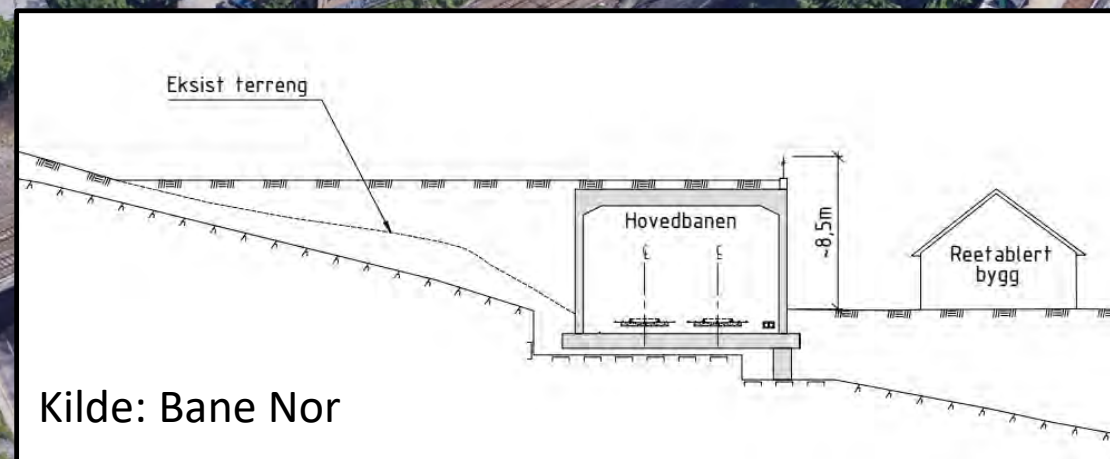 Eksist terreng
Hovedbanen
~8,5m
Reetablert
bygg
Kilde: Bane Nor